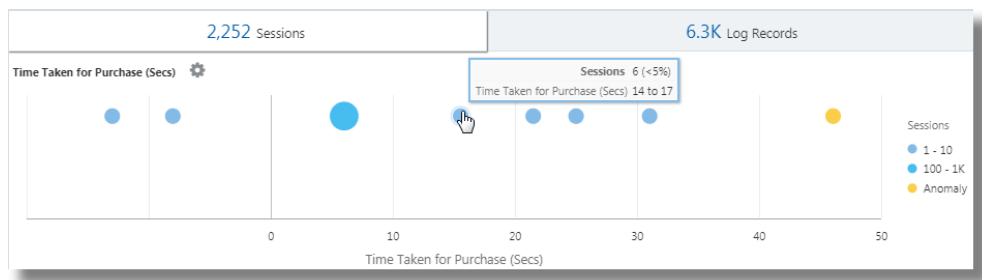 2,252 Sessions
6.3K Log Records
Time Taken for Purchase (Secs)
Sessions 6 (<5%)
Time Taken for Purchase (Secs) 14 to 17
Sessions
1 - 10
100 - 1K
Anomaly
0 10 20 30 40 50
Time Taken for Purchase (Secs)